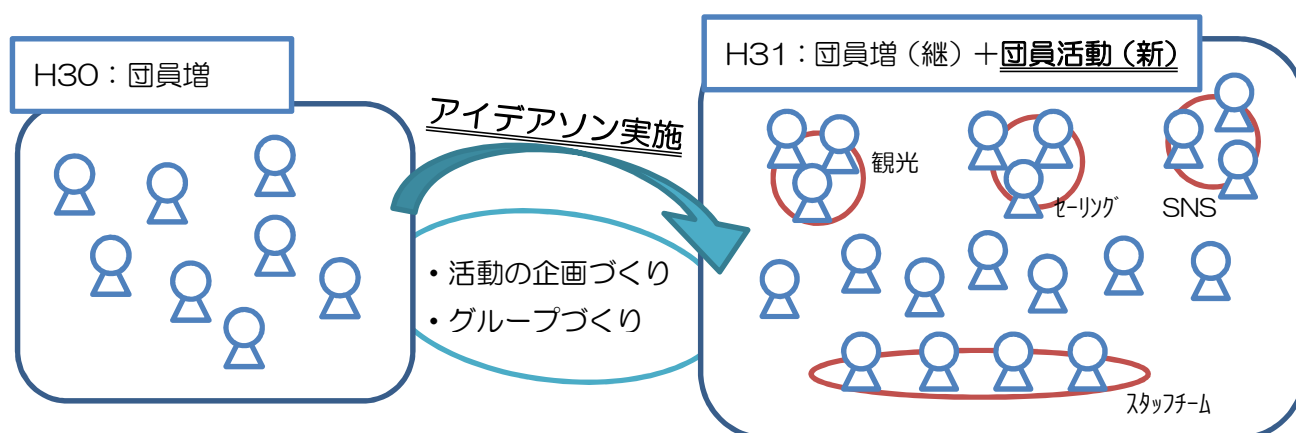 H30：団員増
アイデアソン実施
・活動の企画づくり
・グループづくり
H31：団員増（継）＋団員活動（新）
観光
ｾｰﾘﾝｸﾞ
SNS
ｽﾀｯﾌﾁｰﾑ